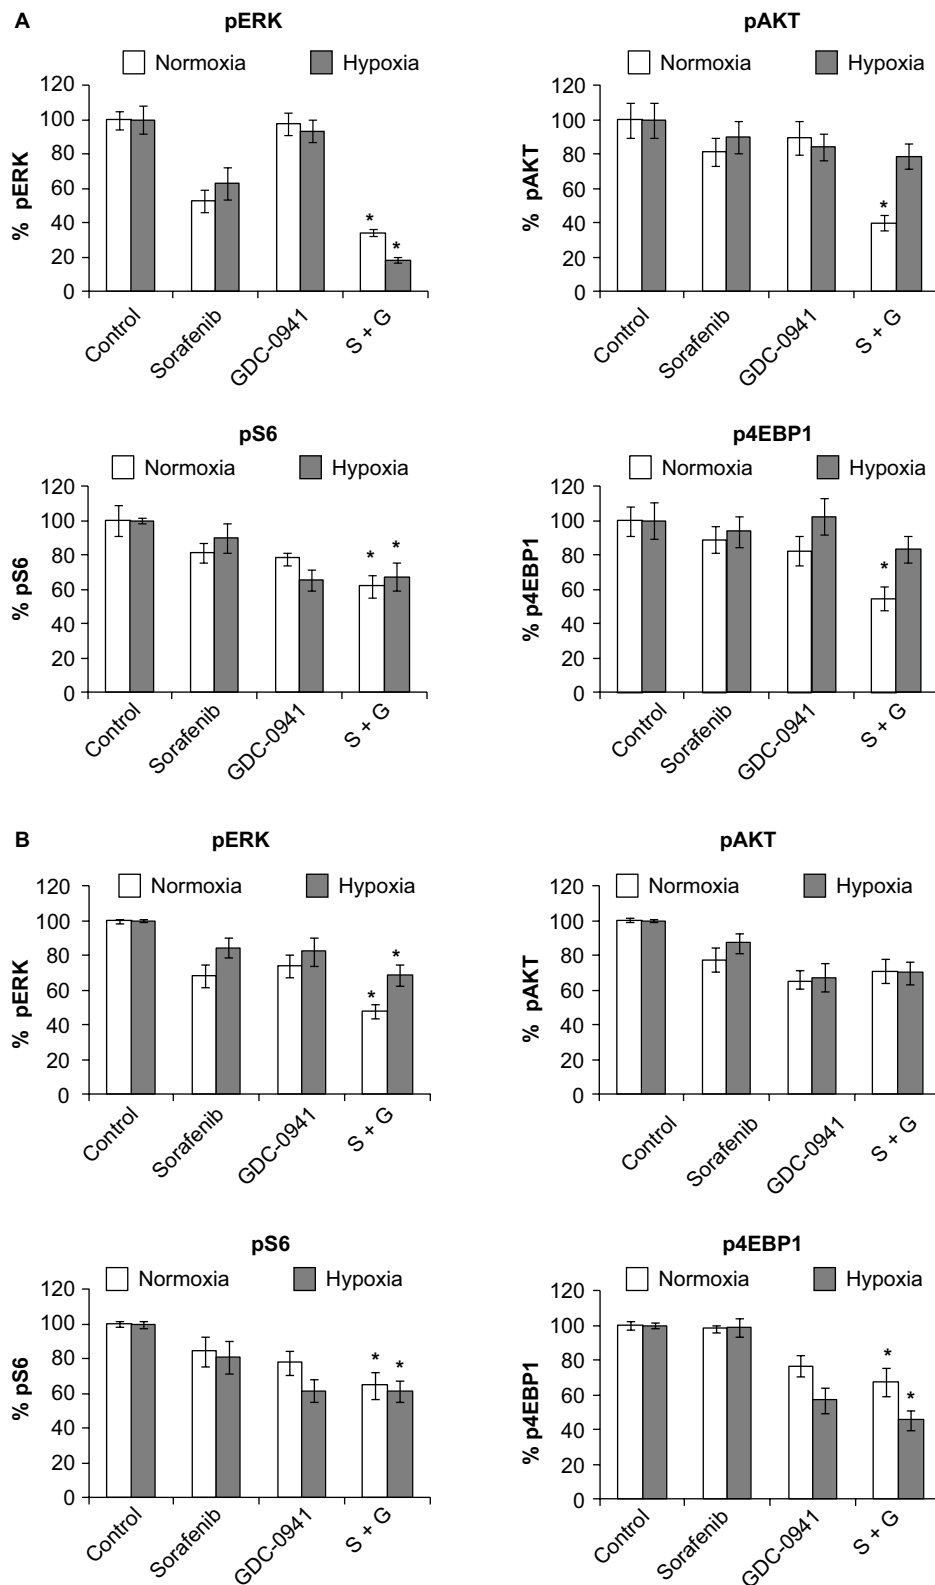 A
pERK
Normoxia Hypoxia
% pERK
120
100
80
60
40
20
0
*
*
Control Sorafenib GDC-0941 S + G
pAKT
Normoxia Hypoxia
% pAKT
120
100
80
60
40
20
0
*
Control Sorafenib GDC-0941 S + G
pS6
Normoxia Hypoxia
% pS6
120
100
80
60
40
20
0
* *
Control Sorafenib GDC-0941 S + G
p4EBP1
Normoxia Hypoxia
% p4EBP1
120
100
80
60
40
20
0
*
Control Sorafenib GDC-0941 S + G
B
pERK
Normoxia Hypoxia
% pERK
120
100
80
60
40
20
0
*
*
Control Sorafenib GDC-0941 S + G
pAKT
Normoxia Hypoxia
% pAKT
120
100
80
60
40
20
0
Control Sorafenib GDC-0941 S + G
pS6
Normoxia Hypoxia
% pS6
120
100
80
60
40
20
0
* *
Control Sorafenib GDC-0941 S + G
p4EBP1
Normoxia Hypoxia
% p4EBP1
120
100
80
60
40
20
0
*
*
Control Sorafenib GDC-0941 S + G